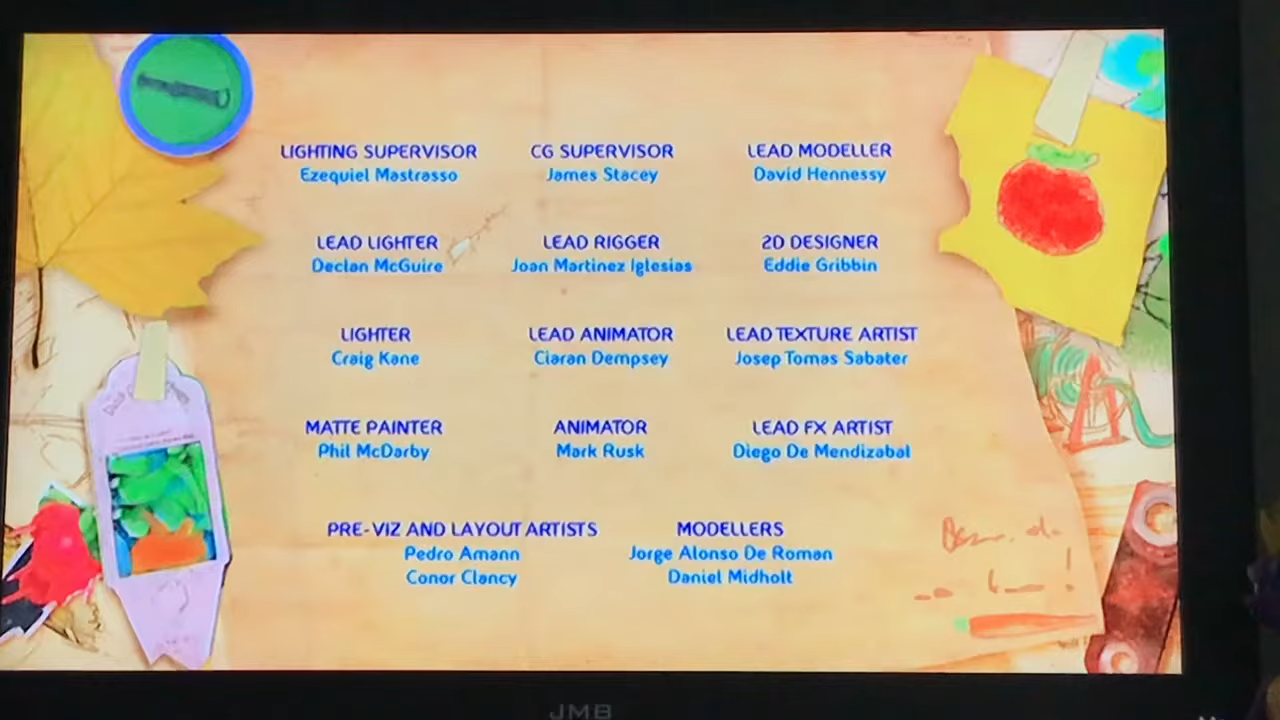 LIGHTING SUPERVISOR
Ezequiel Mastrasso
CG SUPERVISOR
James Stacey
LEAD MODELLER
David Hennessy
LEAD LIGHTER
Declan McGuire
LEAD RIGGER
Joan Martinez Iglesias
2D DESIGNER
Eddie Gribbin
LIGHTER
Craig Kane
LEAD ANIMATOR
Ciaran Dempsey
LEAD TEXTURE ARTIST
Josep Tomas Sabater
MATTE PAINTER
Phil McDarby
ANIMATOR
Mark Rusk
LEAD FX ARTIST
Diego De Mendizabal
PRE-VIZ AND LAYOUT ARTISTS
Pedro Amann
Conor Clancy
MODELLERS
Jorge Alonso De Roman
Daniel Midholt
JMB